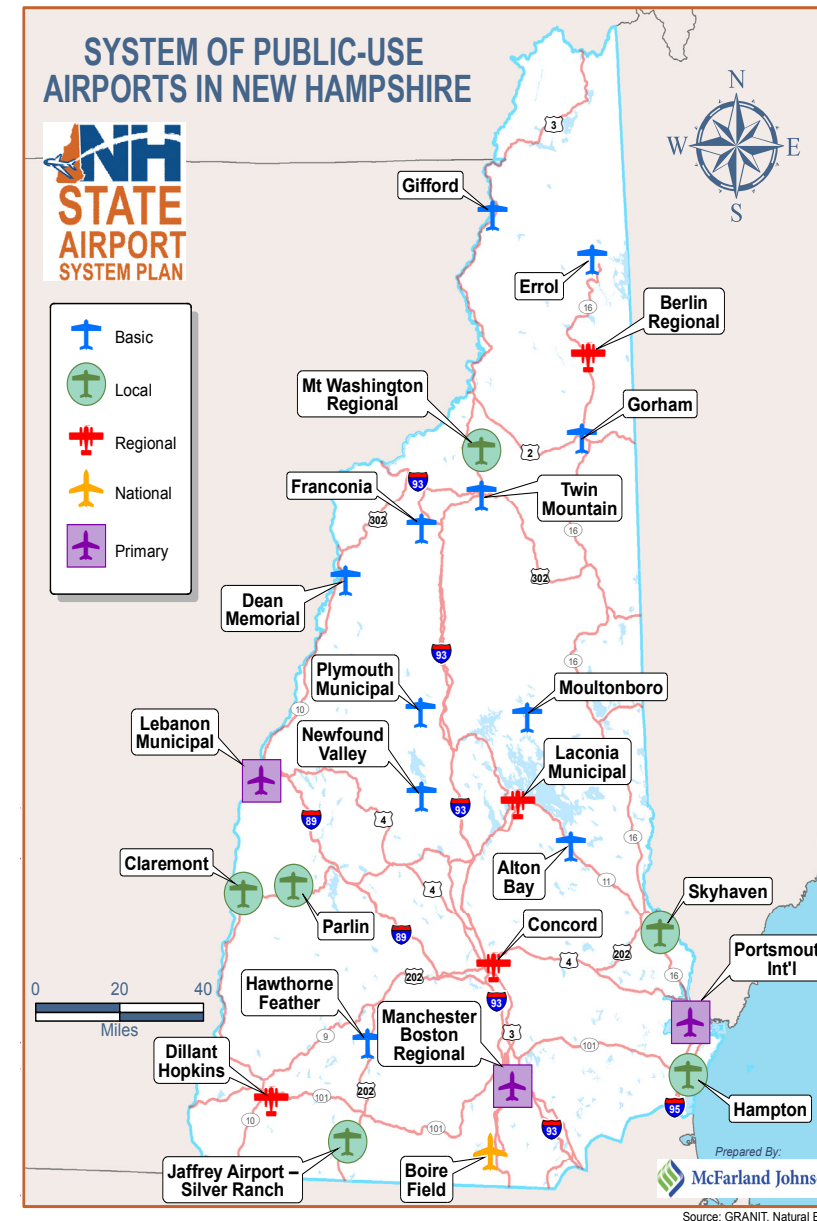 SYSTEM OF PUBLIC-USE
AIRPORTS IN NEW HAMPSHIRE
NH
STATE
AIRPORT
SYSTEM PLAN
N
W
E
S
Basic
Local
Regional
National
Primary
3
Gifford
Errol
16
Berlin
Regional
Mt Washington
Regional
Gorham
2
93
Franconia
Twin
Mountain
302
16
302
Dean
Memorial
93
16
Plymouth
Municipal
Moultonboro
10
Lebanon
Municipal
Newfound
Valley
Laconia
Municipal
89
4
93
16
Alton
Bay
Claremont
11
4
Skyhaven
Parlin
89
Concord
4
202
Portsmout
Int'l
202
16
0 20 40
Miles
Hawthorne
Feather
93
Manchester
Boston
Regional
3
9
101
Dillant
Hopkins
202
101
10
95
Hampton
101
93
Jaffrey Airport –
Silver Ranch
Boire
Field
Prepared By:
McFarland Johns
Source: GRANIT, Natural E